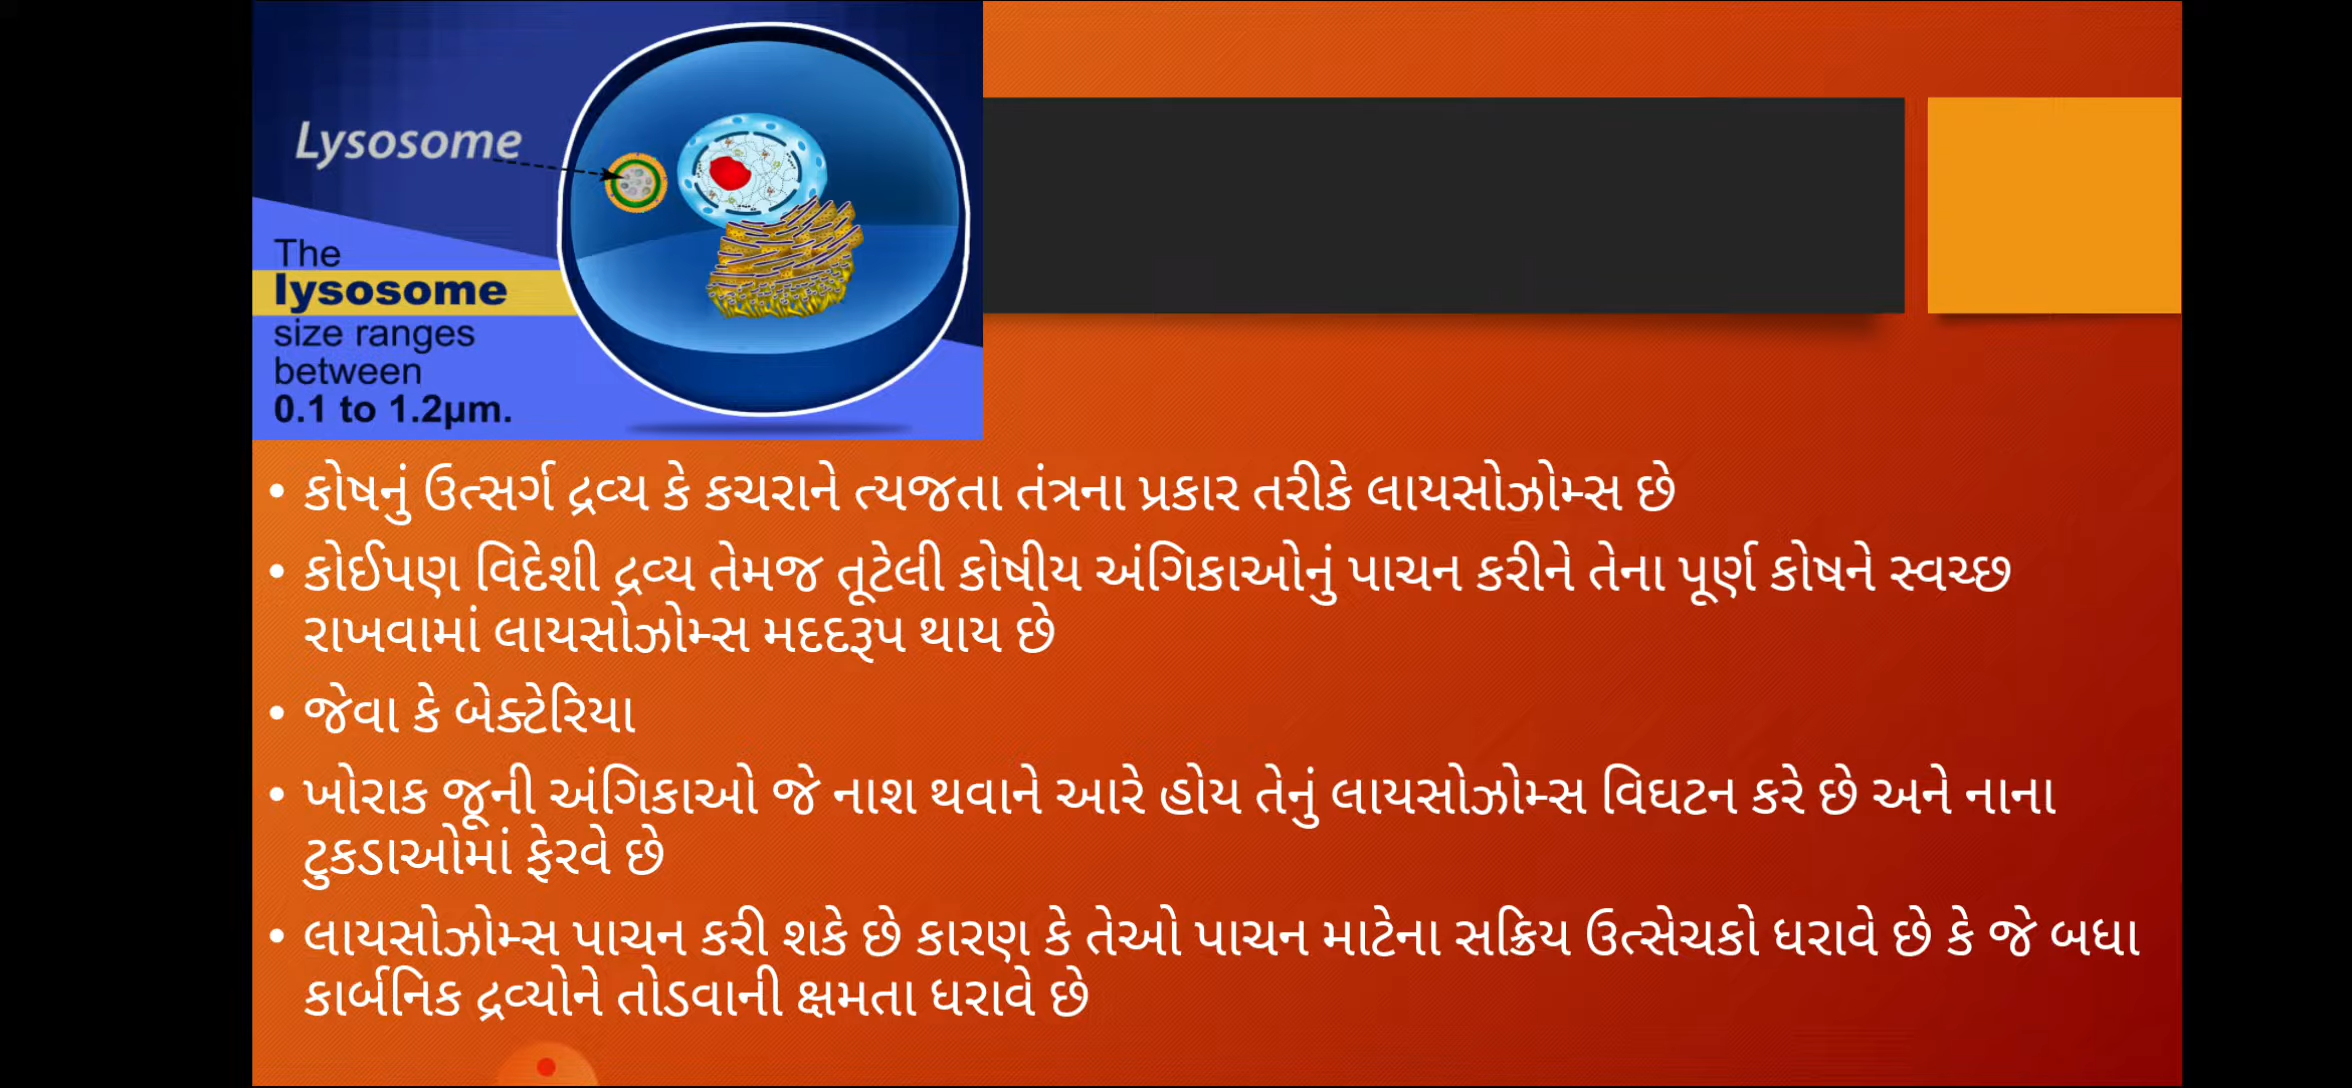 Lysosome
The
lysosome
size ranges
between
0.1 to 1.2µm.
• કોષનું ઉત્સર્ગ દ્રવ્ય કે કચરાને ત્યજતા તંત્રના પ્રકાર તરીકે લાયસોઝોમ્સ છે
• કોઈપણ વિદેશી દ્રવ્ય તેમજ તૂટેલી કોષીય અંગિકાઓનું પાચન કરીને તેના પૂર્ણ કોષને સ્વચ્છ
રાખવામાં લાયસોઝોમ્સ મદદરૂપ થાય છે
• જેવા કે બેક્ટેરિયા
• ખોરાક જૂની અંગિકાઓ જે નાશ થવાને આરે હોય તેનું લાયસોઝોમ્સ વિઘટન કરે છે અને નાના
ટુકડાઓમાં ફેરવે છે
• લાયસોઝોમ્સ પાચન કરી શકે છે કારણ કે તેઓ પાચન માટેના સક્રિય ઉત્સેચકો ધરાવે છે કે જે બધા
કાર્બનિક દ્રવ્યોને તોડવાની ક્ષમતા ધરાવે છે